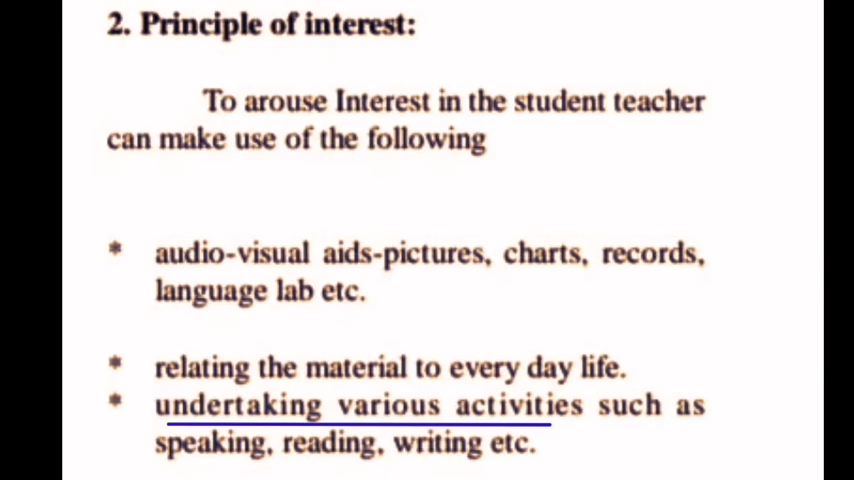 2. Principle of interest:
To arouse Interest in the student teacher
can make use of the following
* audio-visual aids-pictures, charts, records,
language lab etc.
* relating the material to every day life.
* undertaking various activities such as
speaking, reading, writing etc.